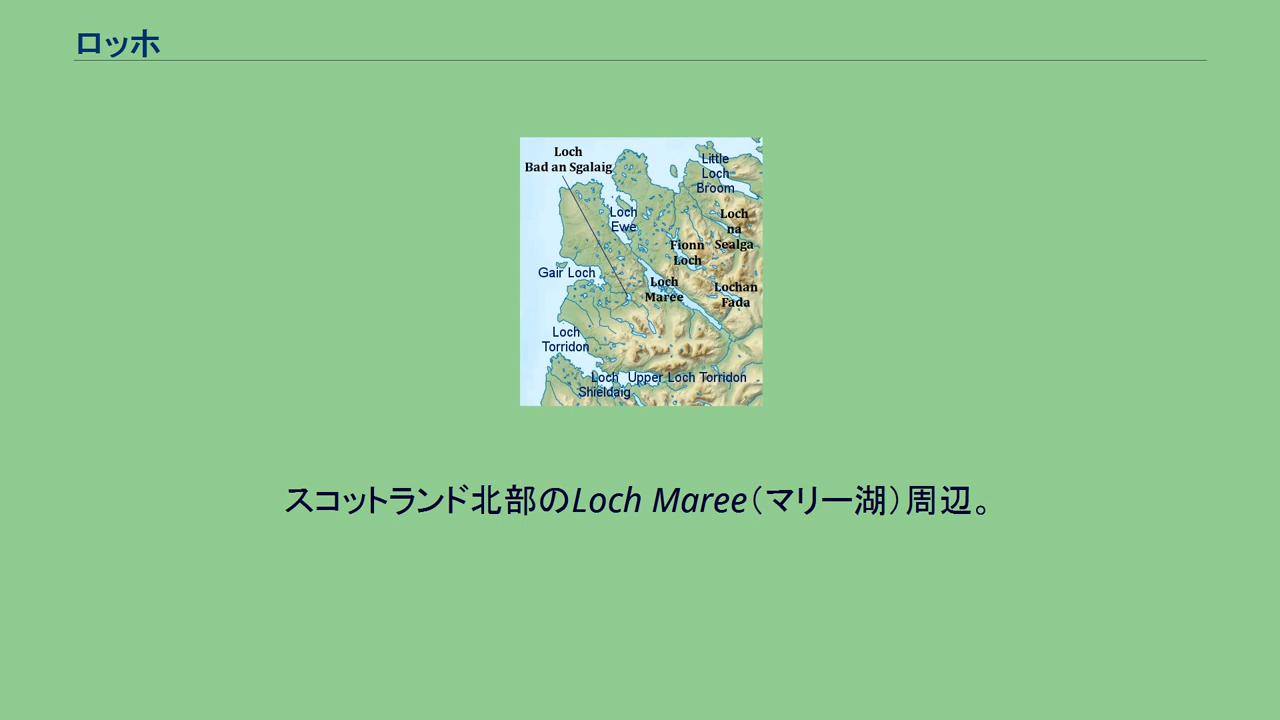 ロッホ
Loch
Bad an Sgalaig
Little
Loch
Broom
Loch
Ewe
Loch
na
Sealga
Fionn
Loch
Gair Loch
Loch
Maree
Lochan
Fada
Loch
Torridon
Loch
Shieldaig
Upper Loch Torridon
スコットランド北部のLoch Maree（マリー湖）周辺。